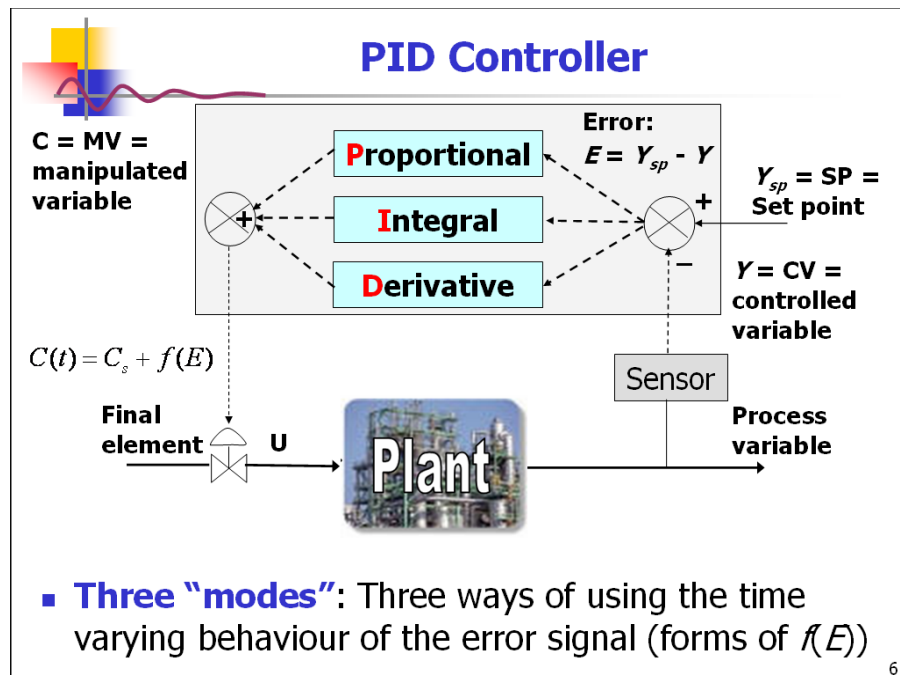 PID Controller
C = MV =
manipulated
variable
Proportional
Integral
Derivative
+
Error:
E = Ysp - Y
+
−
Ysp = SP =
Set point
Y = CV =
controlled
variable
C(t) = Cs + f(E)
Sensor
Final
element
U
Plant
Process
variable
Three “modes”: Three ways of using the time
varying behaviour of the error signal (forms of f(E))
6